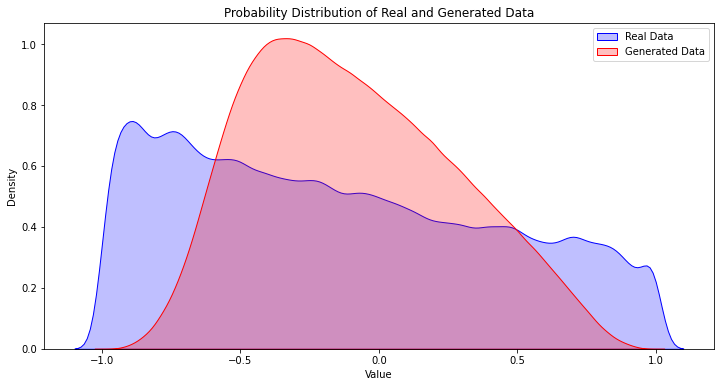 Probability Distribution of Real and Generated Data
Real Data
Generated Data
1.0
0.8
0.6
0.4
0.2
0.0
Density
−1.0 −0.5 0.0 0.5 1.0
Value